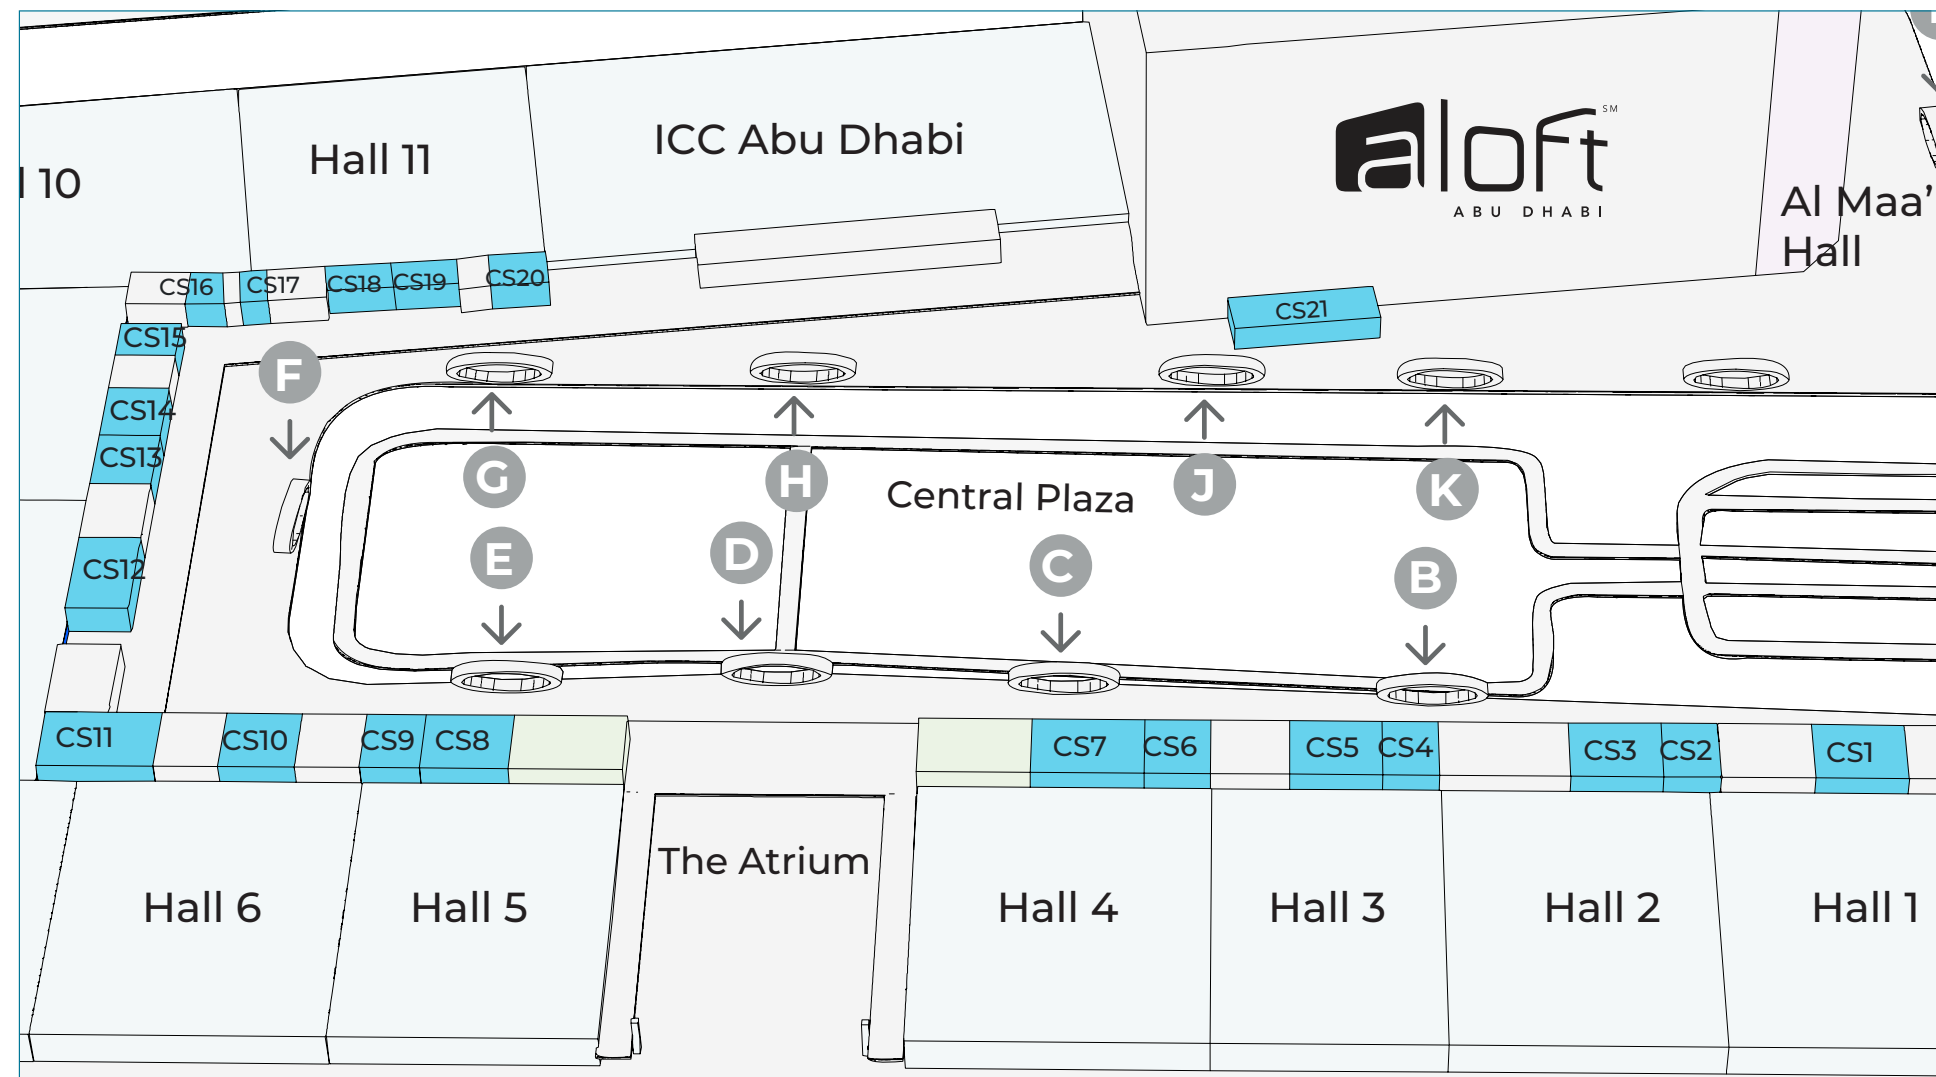 ICC Abu Dhabi
Hall 11
10
aloft SM
ABU DHABI
Al Maa'
Hall
CS16
CS17
CS18
CS19
CS20
CS21
CS15
CS14
CS13
CS12
F
G
H
J
K
Central Plaza
E
D
C
B
CS11
CS10
CS9
CS8
CS7
CS6
CS5
CS4
CS3
CS2
CS1
The Atrium
Hall 6
Hall 5
Hall 4
Hall 3
Hall 2
Hall 1